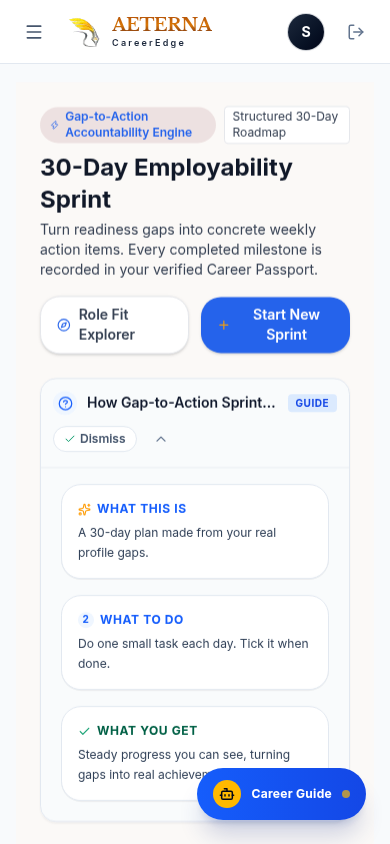 AETERNA
CareerEdge
S
Gap-to-Action
Accountability Engine
Structured 30-Day
Roadmap
30-Day Employability
Sprint
Turn readiness gaps into concrete weekly
action items. Every completed milestone is
recorded in your verified Career Passport.
Role Fit
Explorer
Start New
Sprint
How Gap-to-Action Sprint...
GUIDE
Dismiss
WHAT THIS IS
A 30-day plan made from your real
profile gaps.
2 WHAT TO DO
Do one small task each day. Tick it when
done.
WHAT YOU GET
Steady progress you can see, turning
gaps into real
Career Guide